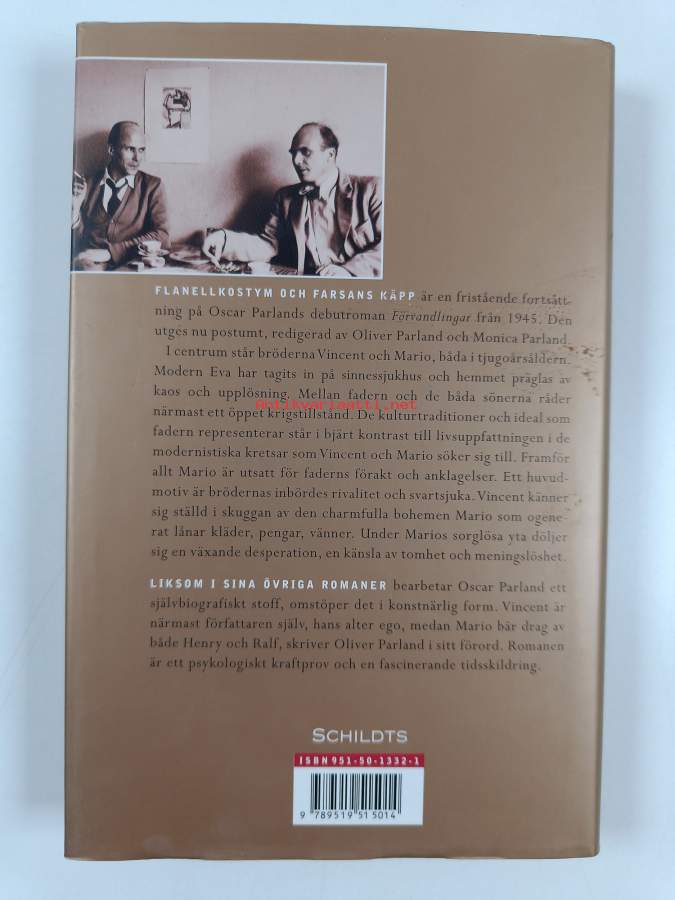 FLANELLKOSTYM OCH FARSANS KÄPP är en fristående fortsätt-
ning på Oscar Parlands debutroman Förvandlingar från 1945. Den
utges nu postumt, redigerad av Oliver Parland och Monica Parland.
I centrum står bröderna Vincent och Mario, båda i tjugoårsåldern.
Modern Eva har tagits in på sinnessjukhus och hemmet präglas av
kaos och upplösning. Mellan fadern och de båda sönerna råder
antikvariaatti.net
närmast ett öppet krigstillstånd. De kulturtraditioner och ideal som
fadern representerar står i bjärt kontrast till livsuppfattningen i de
modernistiska kretsar som Vincent och Mario söker sig till. Framför
allt Mario är utsatt för faderns förakt och anklagelser. Ett huvud-
motiv är brödernas inbördes rivalitet och svartsjuka. Vincent känner
sig ställd i skuggan av den charmfulla bohemen Mario som ogene-
rat lånar kläder, pengar, vänner. Under Marios sorglösa yta döljer
sig en växande desperation, en känsla av tomhet och meningslöshet.
LIKSOM I SINA ÖVRIGA ROMANER bearbetar Oscar Parland ett
självbiografiskt stoff, omstöper det i konstnärlig form. Vincent är
närmast författaren själv, hans alter ego, medan Mario bär drag av
både Henry och Ralf, skriver Oliver Parland i sitt förord. Romanen
är ett psykologiskt kraftprov och en fascinerande tidsskildring.
SCHILDTS
ISBN 951-50-1332-1
9 789519 515014